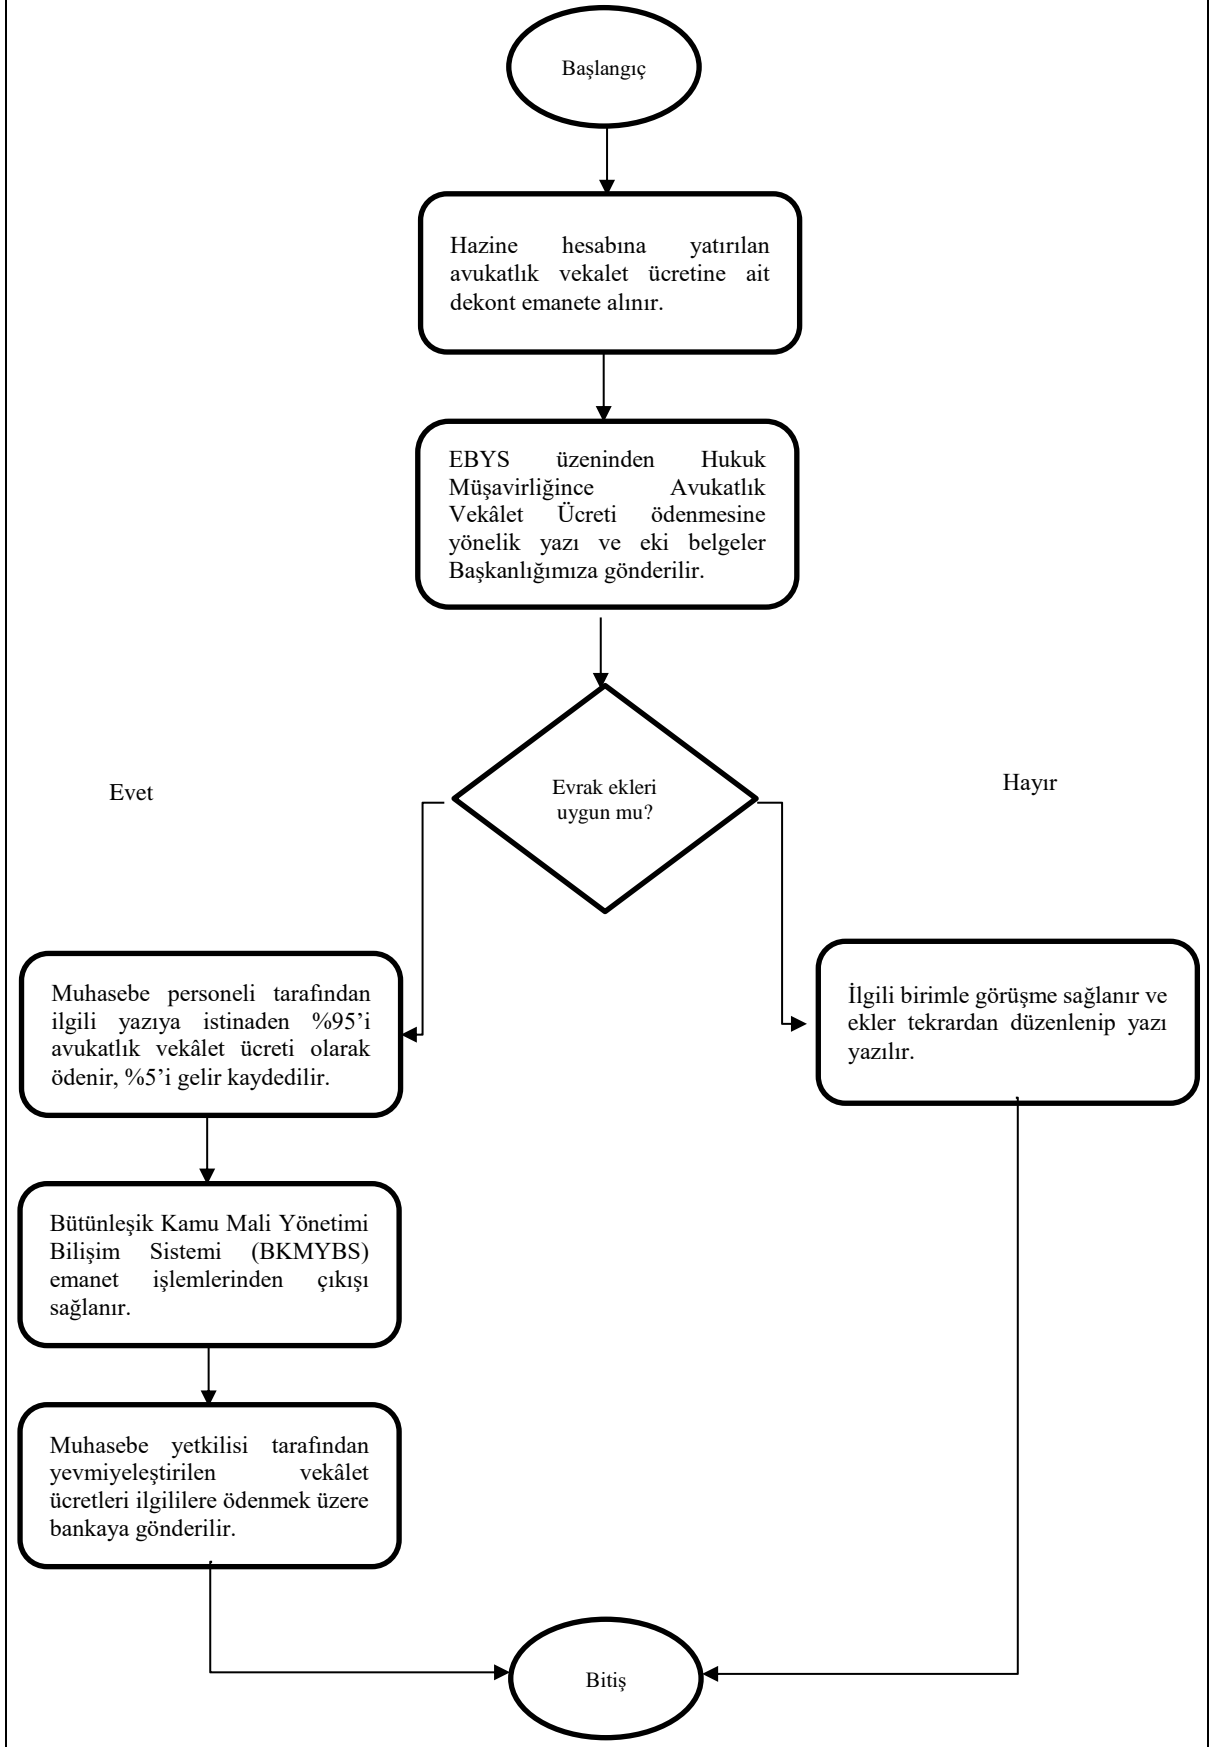 Başlangıç
Hazine hesabına yatırılan
avukatlık vekalet ücretine ait
dekont emanete alınır.
EBYS üzeninden Hukuk
Müşavirliğince Avukatlık
Vekâlet Ücreti ödenmesine
yönelik yazı ve eki belgeler
Başkanlığımıza gönderilir.
Evrak ekleri
uygun mu?
Evet
Hayır
Muhasebe personeli tarafından
ilgili yazıya istinaden %95’i
avukatlık vekâlet ücreti olarak
ödenir, %5’i gelir kaydedilir.
İlgili birimle görüşme sağlanır ve
ekler tekrardan düzenlenip yazı
yazılır.
Bütünleşik Kamu Mali Yönetimi
Bilişim Sistemi (BKMYBS)
emanet işlemlerinden çıkışı
sağlanır.
Muhasebe yetkilisi tarafından
yevmiyeleştirilen vekâlet
ücretleri ilgililere ödenmek üzere
bankaya gönderilir.
Bitiş